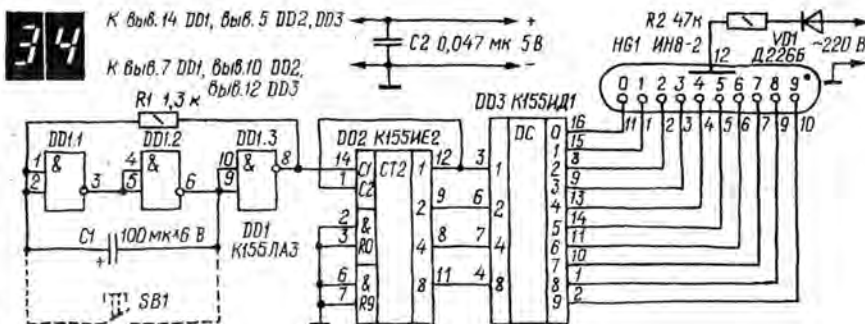 34
К выв.14 DD1, выв.5 DD2, DD3
+
C2 0,047 мк 5 В
К выв.7 DD1, выв.10 DD2,
выв.12 DD3
−
R2 47к
VD1
Д226Б
~220 В
HG1 ИН8-2
12
0 1 2 3 4 5 6 7 8 9
11 1 2 3 4 5 6 7 8 9 10
R1 1,3 к
DD1.1 DD1.2 DD1.3
1 & 2 3
4 & 5 6
10 & 9 8
C1 100 мк×6 В
+
DD1
К155ЛА3
SB1
DD2 К155ИЕ2
14 C1 CT2 1 12
1 C2
2 9
2 & 3 R0
4 8
6 & 7 R9
8 11
DD3 К155ИД1
3 1 DC 0 16
1 15
6 2 2 8
3 9
4 13
7 4 5 14
6 11
7 10
4 8 8 1
9 2